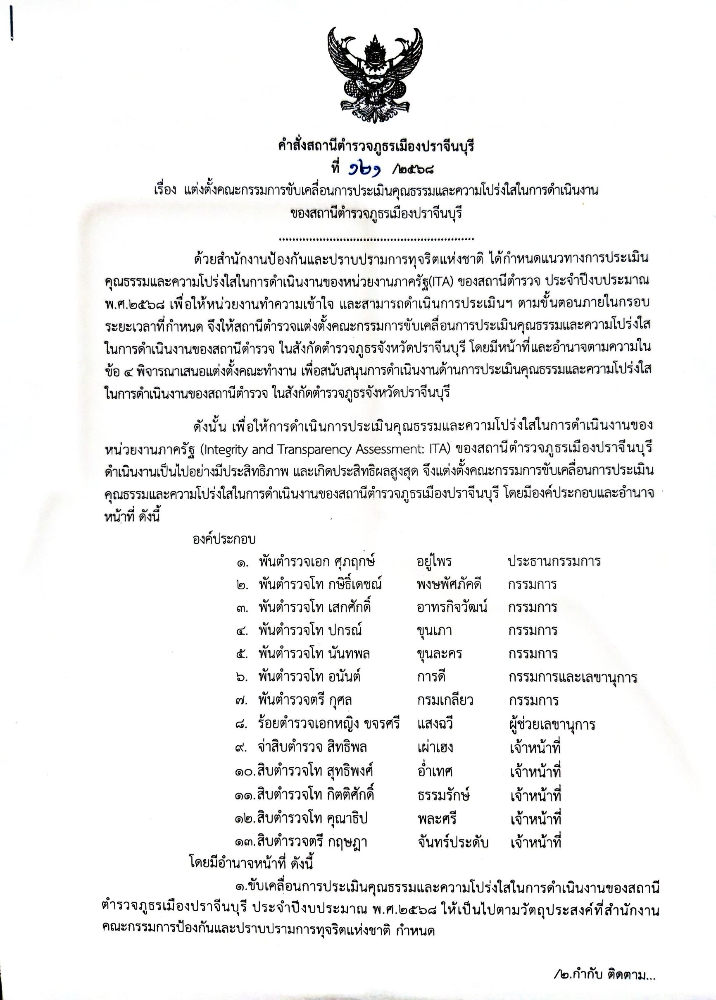 คำสั่งสถานีตำรวจภูธรเมืองปราจีนบุรี
ที่ ๑๒๑ /๒๕๖๘
เรื่อง แต่งตั้งคณะกรรมการขับเคลื่อนการประเมินคุณธรรมและความโปร่งใสในการดำเนินงาน
ของสถานีตำรวจภูธรเมืองปราจีนบุรี
..........................................................
ด้วยสำนักงานป้องกันและปราบปรามการทุจริตแห่งชาติ ได้กำหนดแนวทางการประเมิน
คุณธรรมและความโปร่งใสในการดำเนินงานของหน่วยงานภาครัฐ(ITA) ของสถานีตำรวจ ประจำปีงบประมาณ
พ.ศ.๒๕๖๘ เพื่อให้หน่วยงานทำความเข้าใจ และสามารถดำเนินการประเมินฯ ตามขั้นตอนภายในกรอบ
ระยะเวลาที่กำหนด จึงให้สถานีตำรวจแต่งตั้งคณะกรรมการขับเคลื่อนการประเมินคุณธรรมและความโปร่งใส
ในการดำเนินงานของสถานีตำรวจ ในสังกัดตำรวจภูธรจังหวัดปราจีนบุรี โดยมีหน้าที่และอำนาจตามความใน
ข้อ ๔ พิจารณาเสนอแต่งตั้งคณะทำงาน เพื่อสนับสนุนการดำเนินงานด้านการประเมินคุณธรรมและความโปร่งใส
ในการดำเนินงานของสถานีตำรวจ ในสังกัดตำรวจภูธรจังหวัดปราจีนบุรี
ดังนั้น เพื่อให้การดำเนินการประเมินคุณธรรมและความโปร่งใสในการดำเนินงานของ
หน่วยงานภาครัฐ (Integrity and Transparency Assessment: ITA) ของสถานีตำรวจภูธรเมืองปราจีนบุรี
ดำเนินงานเป็นไปอย่างมีประสิทธิภาพ และเกิดประสิทธิผลสูงสุด จึงแต่งตั้งคณะกรรมการขับเคลื่อนการประเมิน
คุณธรรมและความโปร่งใสในการดำเนินงานของสถานีตำรวจภูธรเมืองปราจีนบุรี โดยมีองค์ประกอบและอำนาจ
หน้าที่ ดังนี้
องค์ประกอบ
๑. พันตำรวจเอก ศุภฤกษ์ อยู่ไพร ประธานกรรมการ
๒. พันตำรวจโท กษิธิ์เดชณ์ พงษพัศภัคดี กรรมการ
๓. พันตำรวจโท เสกศักดิ์ อาทรกิจวัฒน์ กรรมการ
๔. พันตำรวจโท ปกรณ์ ขุนเภา กรรมการ
๕. พันตำรวจโท นันทพล ขุนละคร กรรมการ
๖. พันตำรวจโท อนันต์ การดี กรรมการและเลขานุการ
๗. พันตำรวจตรี กุศล กรมเกลียว กรรมการ
๘. ร้อยตำรวจเอกหญิง ขจรศรี แสงฉวี ผู้ช่วยเลขานุการ
๙. จ่าสิบตำรวจ สิทธิพล เผ่าเฮง เจ้าหน้าที่
๑๐.สิบตำรวจโท สุทธิพงศ์ อ่ำเทศ เจ้าหน้าที่
๑๑.สิบตำรวจโท กิตติศักดิ์ ธรรมรักษ์ เจ้าหน้าที่
๑๒.สิบตำรวจโท คุณาธิป พละศรี เจ้าหน้าที่
๑๓.สิบตำรวจตรี กฤษฎา จันทร์ประดับ เจ้าหน้าที่
โดยมีอำนาจหน้าที่ ดังนี้
๑.ขับเคลื่อนการประเมินคุณธรรมและความโปร่งใสในการดำเนินงานของสถานี
ตำรวจภูธรเมืองปราจีนบุรี ประจำปีงบประมาณ พ.ศ.๒๕๖๘ ให้เป็นไปตามวัตถุประสงค์ที่สำนักงาน
คณะกรรมการป้องกันและปราบปรามการทุจริตแห่งชาติ กำหนด
/๒.กำกับ ติดตาม...